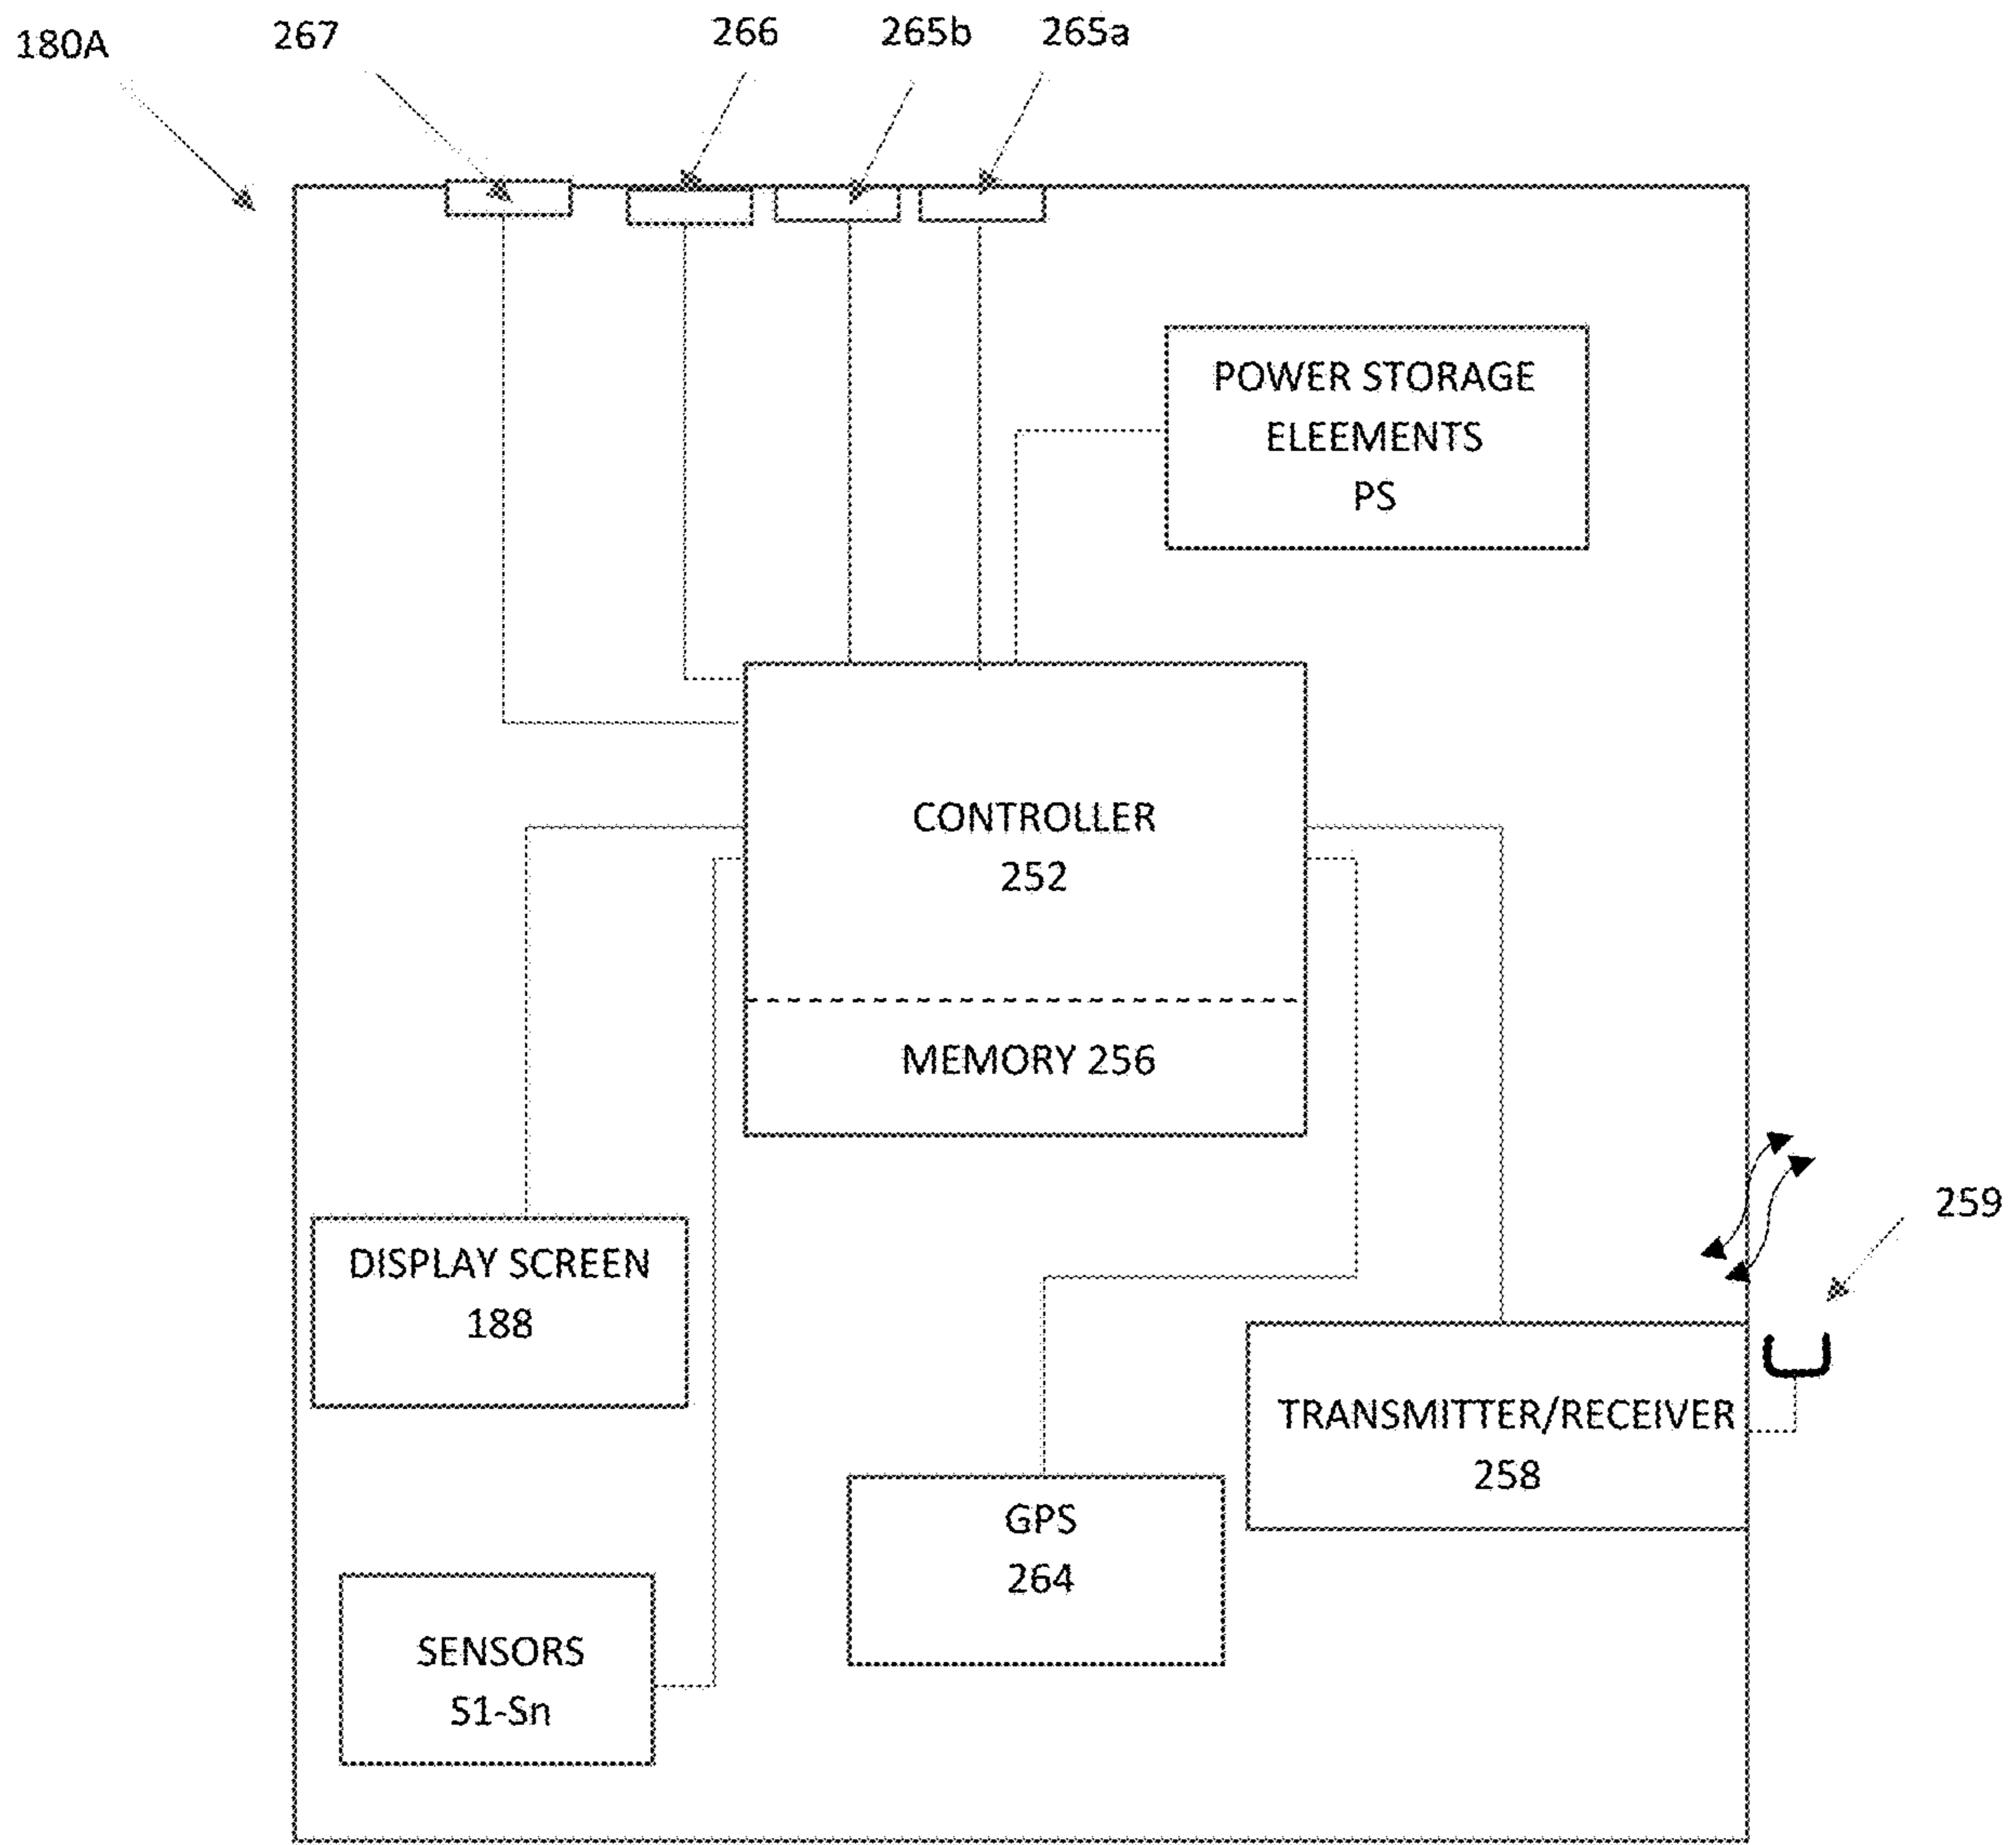 180A
267
266
265b
265a
POWER STORAGE
ELEEMENTS
PS
CONTROLLER
252
MEMORY 256
259
DISPLAY SCREEN
188
TRANSMITTER/RECEIVER
258
GPS
264
SENSORS
S1-Sn